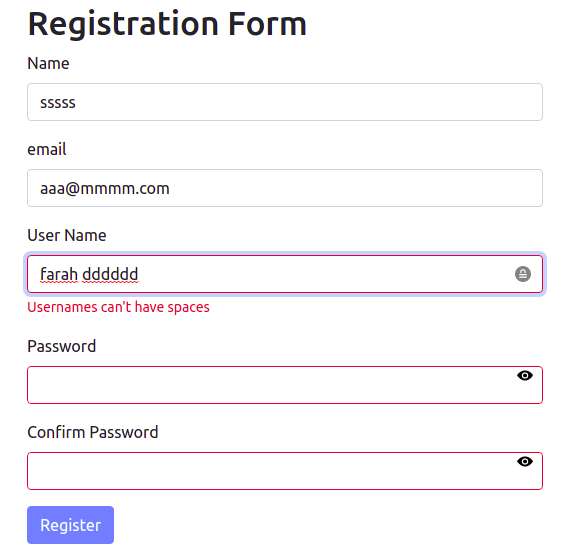 Registration Form
Name
sssss
email
aaa@mmmm.com
User Name
farah dddddd
Usernames can't have spaces
Password
Confirm Password
Register